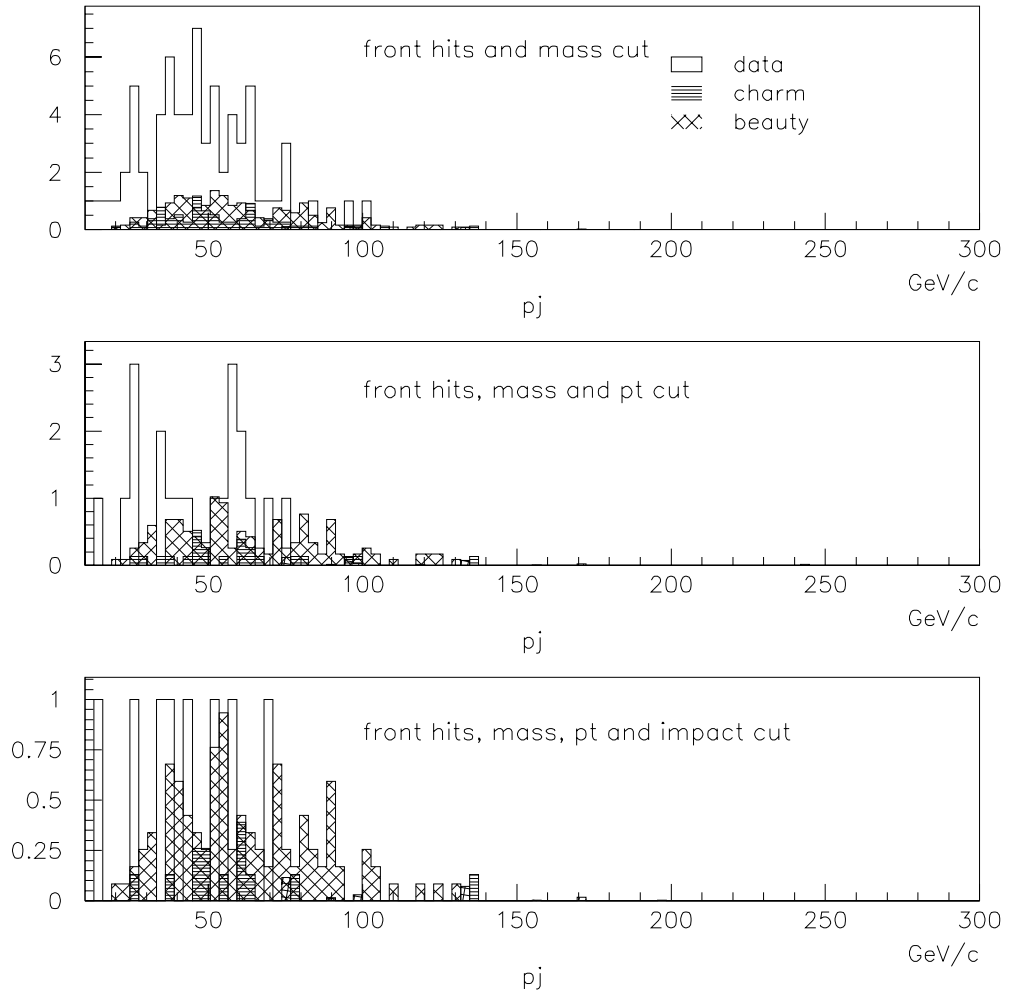 front hits and mass cut
data
charm
beauty
6
4
2
0
50 100 150 200 250 300
GeV/c
pj
front hits, mass and pt cut
3
2
1
0
50 100 150 200 250 300
GeV/c
pj
front hits, mass, pt and impact cut
1
0.75
0.5
0.25
0
50 100 150 200 250 300
GeV/c
pj